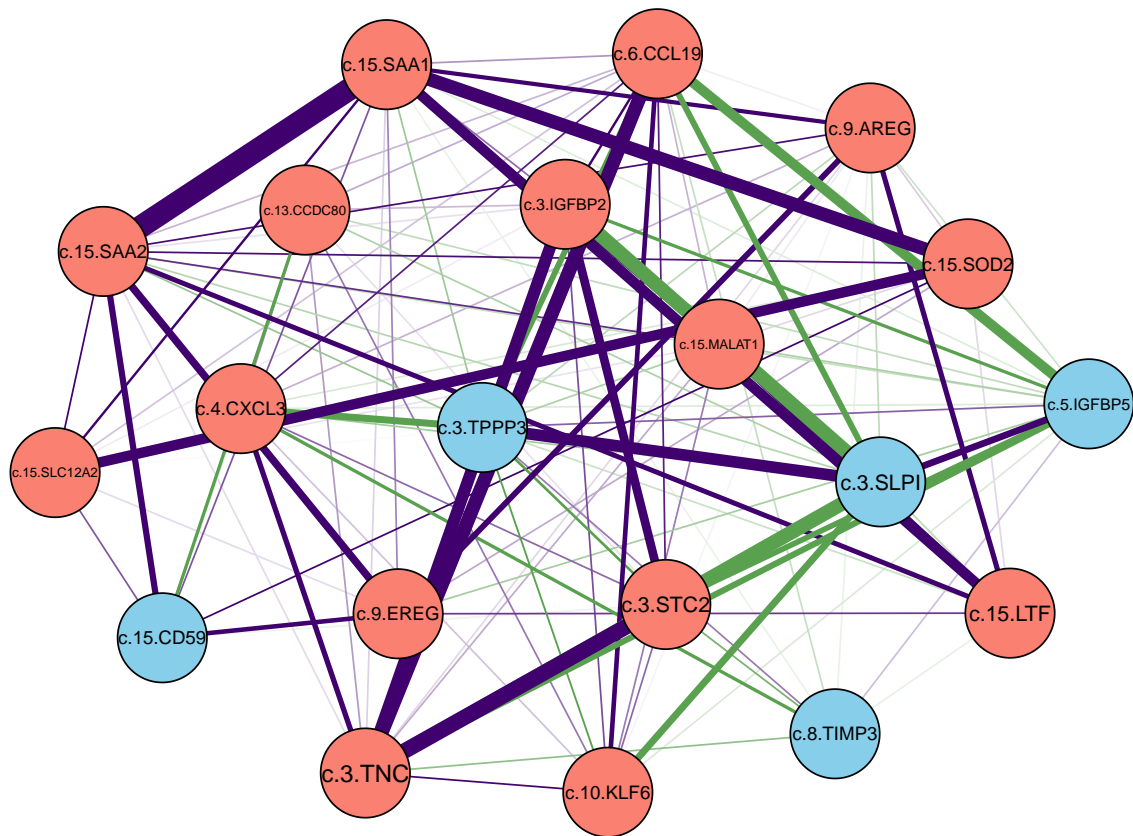 c.6.CCL19
c.15.SAA1
c.9.AREG
c.3.IGFBP2
c.13.CCDC80
c.15.SAA2
c.15.SOD2
c.15.MALAT1
c.5.IGFBP5
c.4.CXCL3
c.3.TPPP3
c.15.SLC12A2
c.3.SLPI
c.3.STC2
c.9.EREG
c.15.LTF
c.15.CD59
c.8.TIMP3
c.3.TNC
c.10.KLF6